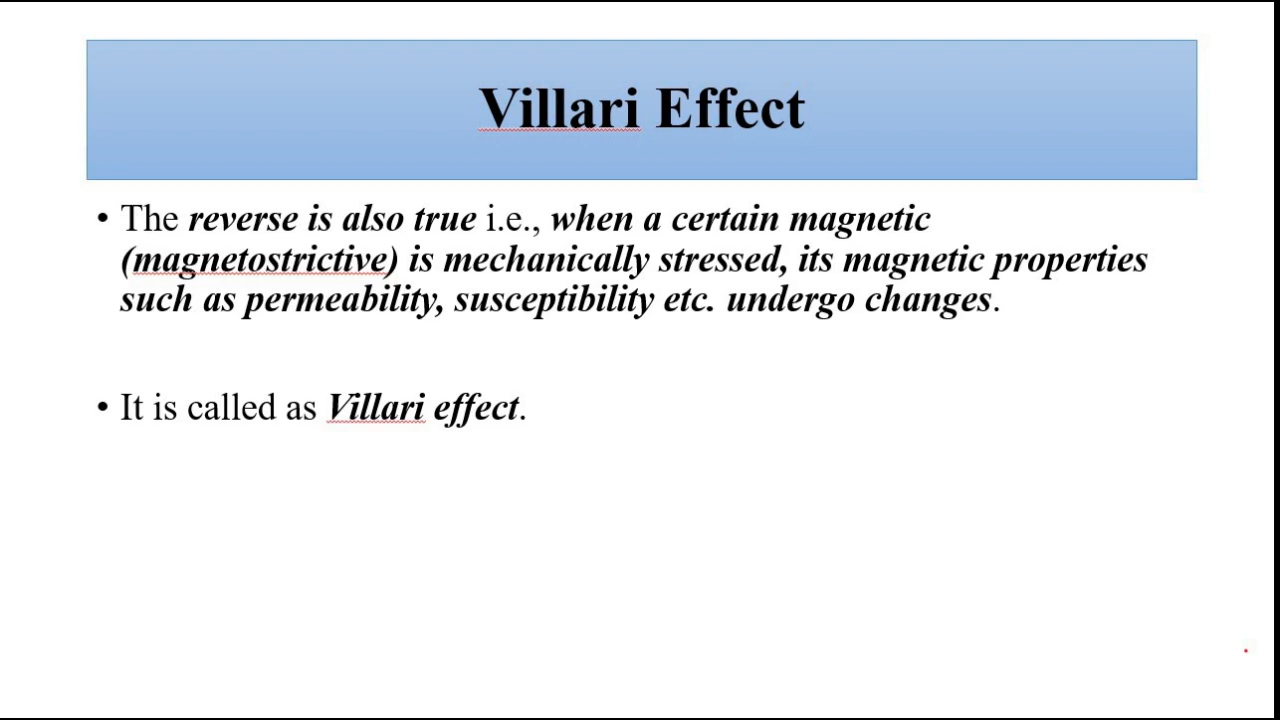 Villari Effect
• The reverse is also true i.e., when a certain magnetic
(magnetostrictive) is mechanically stressed, its magnetic properties
such as permeability, susceptibility etc. undergo changes.
• It is called as Villari effect.